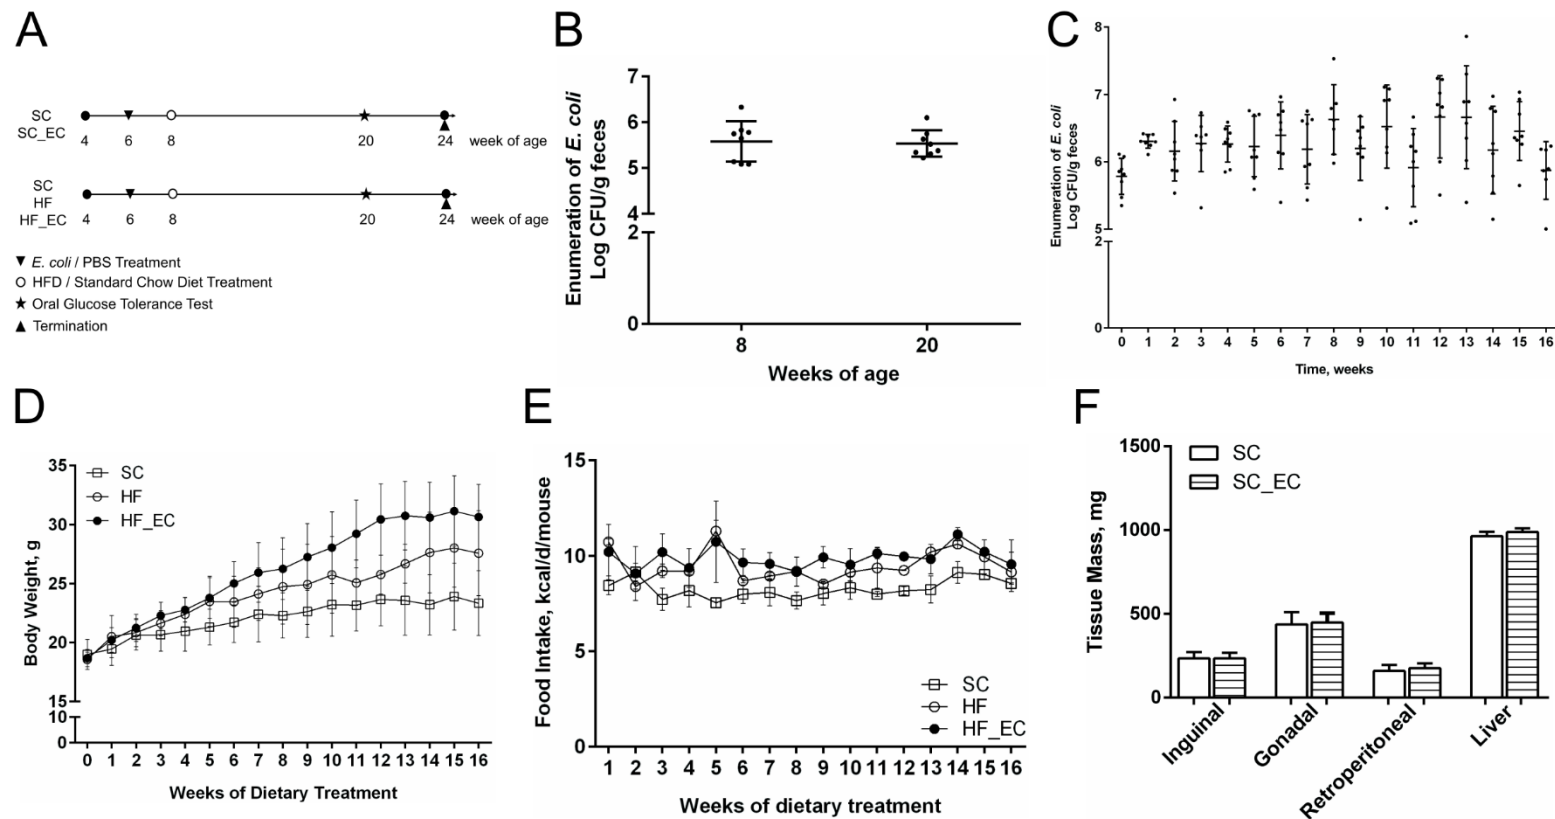 A
SC
SC_EC
4 6 8 20 24 week of age
SC
HF
HF_EC
4 6 8 20 24 week of age
E. coli / PBS Treatment
HFD / Standard Chow Diet Treatment
Oral Glucose Tolerance Test
Termination
B
Enumeration of E. coli
Log CFU/g feces
7
6
5
4
2
0
8 20
Weeks of age
C
Enumeration of E. coli
Log CFU/g feces
8
7
6
5
2
0
0 1 2 3 4 5 6 7 8 9 10 11 12 13 14 15 16
Time, weeks
D
Body Weight, g
35
30
25
20
15
10
0
SC
HF
HF_EC
0 1 2 3 4 5 6 7 8 9 10 11 12 13 14 15 16
Weeks of Dietary Treatment
E
Food Intake, kcal/d/mouse
15
10
5
0
SC
HF
HF_EC
1 2 3 4 5 6 7 8 9 10 11 12 13 14 15 16
Weeks of dietary treatment
F
Tissue Mass, mg
1500
1000
500
0
SC
SC_EC
Inguinal
Gonadal
Retroperitoneal
Liver